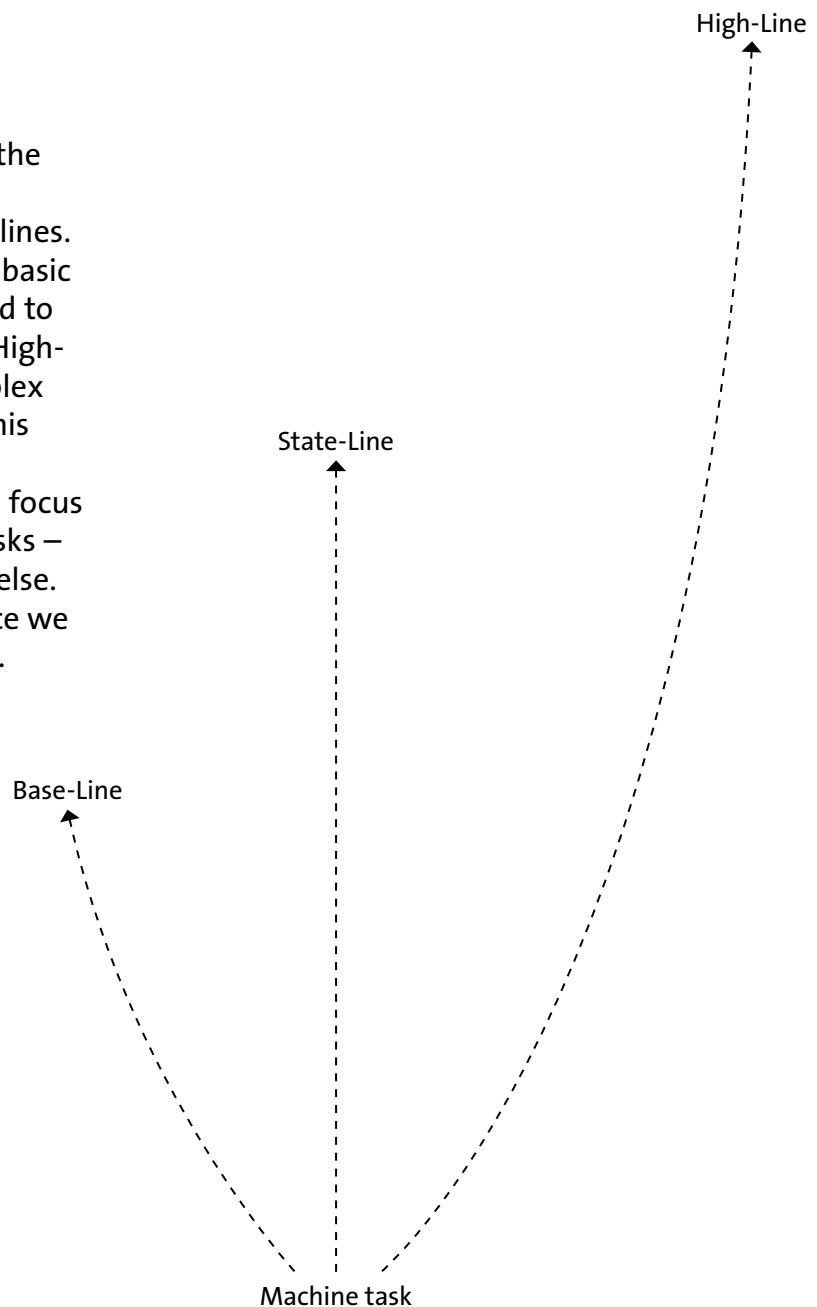 High-Line
the
lines.
basic
d to
High-
plex
his
focus
sks –
else.
ce we
.
State-Line
Base-Line
Machine task